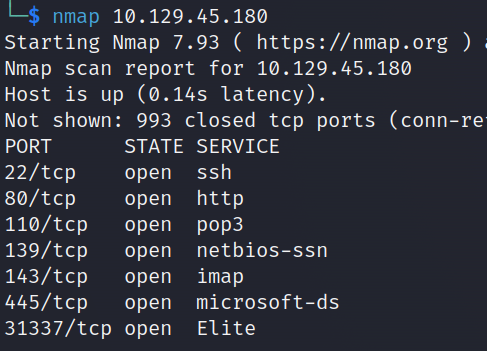 $ nmap 10.129.45.180
Starting Nmap 7.93 ( https://nmap.org )
Nmap scan report for 10.129.45.180
Host is up (0.14s latency).
Not shown: 993 closed tcp ports
PORT      STATE SERVICE
22/tcp    open  ssh
80/tcp    open  http
110/tcp   open  pop3
139/tcp   open  netbios-ssn
143/tcp   open  imap
445/tcp   open  microsoft-ds
31337/tcp open  Elite